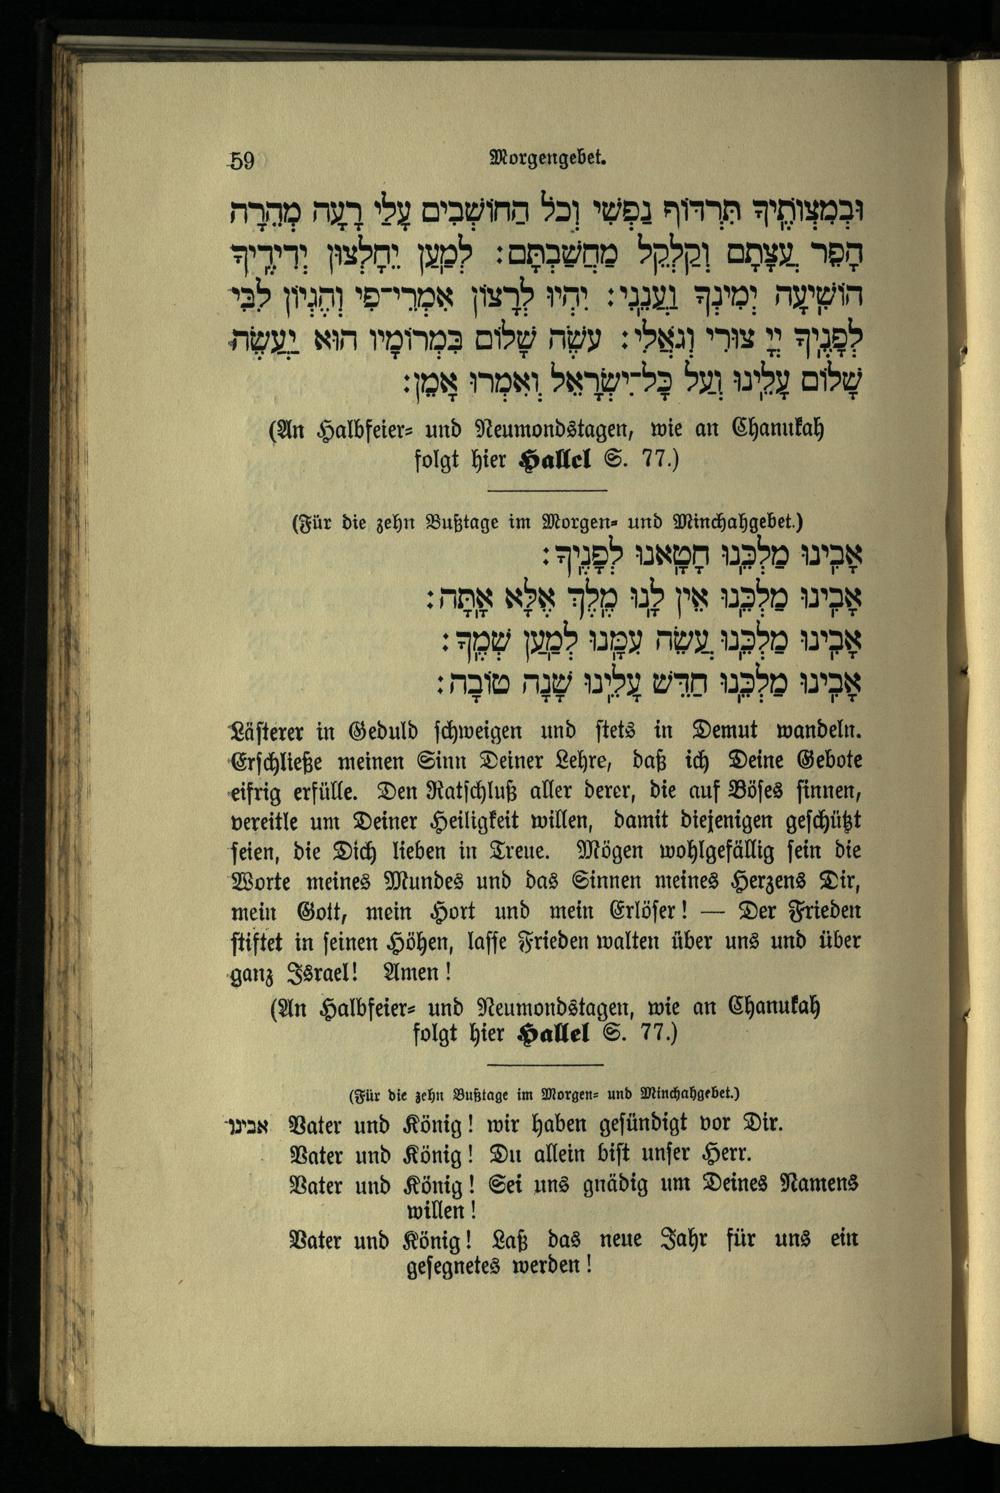 59 Morgengebet.
וּבְמִצְוֹתֶֽיךָ תִּרְדּוֹף נַפְשִׁי וְכֹל הַחוֹשְׁבִים עָלַי רָעָה מְהֵרָה
הָפֵר עֲצָתָם וְקַלְקֵל מַחֲשַׁבְתָּם׃ לְמַֽעַן יֵחָלְצוּן יְדִידֶֽיךָ
הוֹשִֽׁיעָה יְמִינְךָ וַעֲנֵֽנִי׃ יִהְיוּ לְרָצוֹן אִמְרֵי־פִי וְהֶגְיוֹן לִבִּי
לְפָנֶֽיךָ יְיָ צוּרִי וְגֹאֲלִי׃ עֹשֶׂה שָׁלוֹם בִּמְרוֹמָיו הוּא יַעֲשֶׂה
שָׁלוֹם עָלֵֽינוּ וְעַל כָּל־יִשְׂרָאֵל וְאִמְרוּ אָמֵן׃
(An Halbfeier- und Neumondstagen, wie an Chanukah
folgt hier Hallel S. 77.)
(Für die zehn Bußtage im Morgen- und Minchahgebet.)
אָבִֽינוּ מַלְכֵּֽנוּ חָטָֽאנוּ לְפָנֶֽיךָ׃
אָבִֽינוּ מַלְכֵּֽנוּ אֵין לָֽנוּ מֶֽלֶךְ אֶלָּא אָֽתָּה׃
אָבִֽינוּ מַלְכֵּֽנוּ עֲשֵׂה עִמָּֽנוּ לְמַֽעַן שְׁמֶֽךָ׃
אָבִֽינוּ מַלְכֵּֽנוּ חַדֵּשׁ עָלֵֽינוּ שָׁנָה טוֹבָה׃
Lästerer in Geduld schweigen und stets in Demut wandeln.
Erschließe meinen Sinn Deiner Lehre, daß ich Deine Gebote
eifrig erfülle. Den Ratschluß aller derer, die auf Böses sinnen,
vereitle um Deiner Heiligkeit willen, damit diejenigen geschützt
seien, die Dich lieben in Treue. Mögen wohlgefällig sein die
Worte meines Mundes und das Sinnen meines Herzens Dir,
mein Gott, mein Hort und mein Erlöser! — Der Frieden
stiftet in seinen Höhen, lasse Frieden walten über uns und über
ganz Israel! Amen!
(An Halbfeier- und Neumondstagen, wie an Chanukah
folgt hier Hallel S. 77.)
(Für die zehn Bußtage im Morgen- und Minchahgebet.)
אבינו Vater und König! wir haben gesündigt vor Dir.
Vater und König! Du allein bist unser Herr.
Vater und König! Sei uns gnädig um Deines Namens
willen!
Vater und König! Laß das neue Jahr für uns ein
gesegnetes werden!